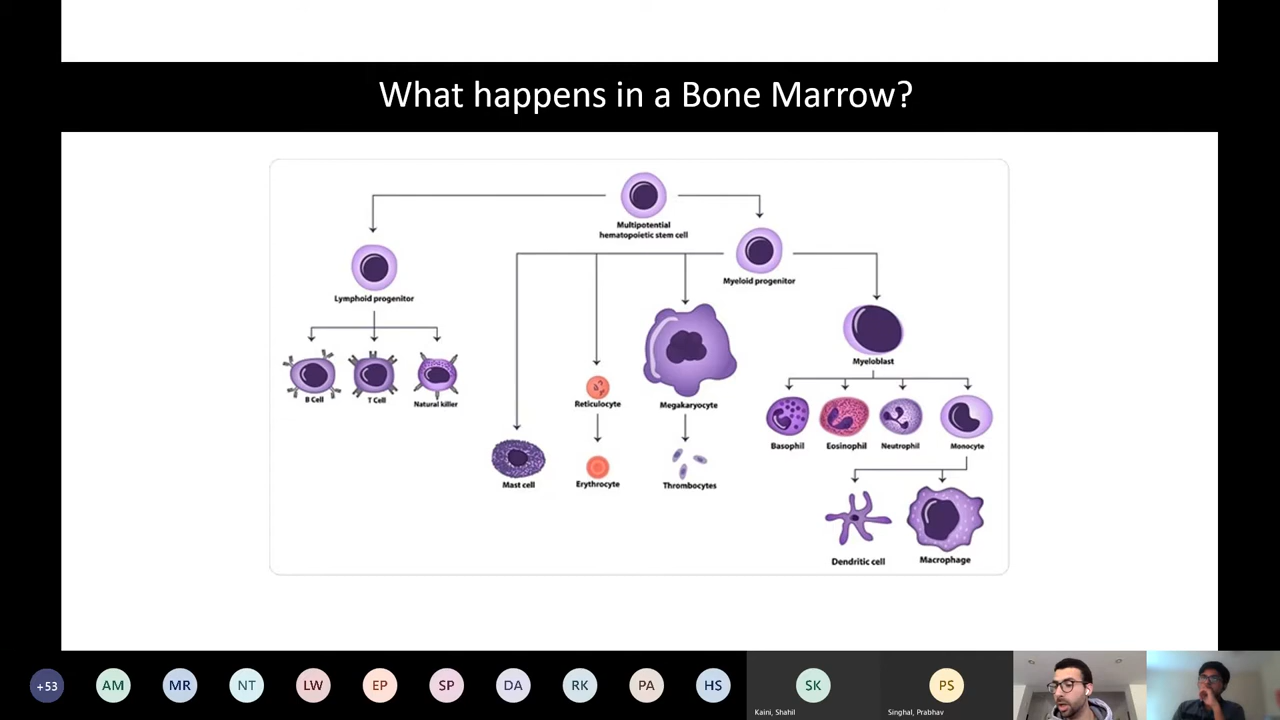 What happens in a Bone Marrow?
Multipotential
hematopoietic stem cell
Myeloid progenitor
Lymphoid progenitor
Myeloblast
B Cell
T Cell
Natural killer
Reticulocyte
Megakaryocyte
Basophil
Eosinophil
Neutrophil
Monocyte
Mast cell
Erythrocyte
Thrombocytes
Dendritic cell
Macrophage
+53
AM
MR
NT
LW
EP
SP
DA
RK
PA
HS
SK
Kaini, Shahil
PS
Singhal, Prabhav